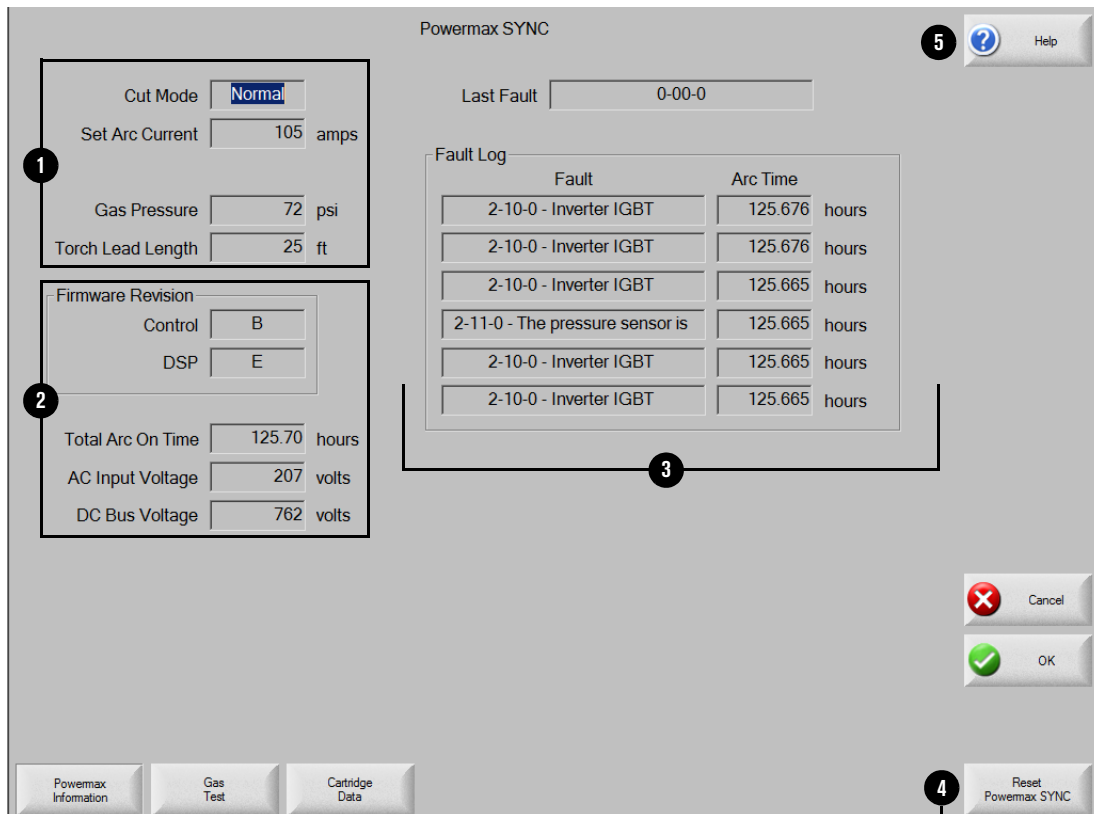 Powermax SYNC
5
Help
1
Cut Mode Normal
Set Arc Current 105 amps
Gas Pressure 72 psi
Torch Lead Length 25 ft
2
Firmware Revision
Control B
DSP E
Total Arc On Time 125.70 hours
AC Input Voltage 207 volts
DC Bus Voltage 762 volts
Last Fault 0-00-0
Fault Log
Fault Arc Time
2-10-0 - Inverter IGBT 125.676 hours
2-10-0 - Inverter IGBT 125.676 hours
2-10-0 - Inverter IGBT 125.665 hours
2-11-0 - The pressure sensor is 125.665 hours
2-10-0 - Inverter IGBT 125.665 hours
2-10-0 - Inverter IGBT 125.665 hours
3
Cancel
OK
Powermax
Information
Gas
Test
Cartridge
Data
4
Reset
Powermax SYNC